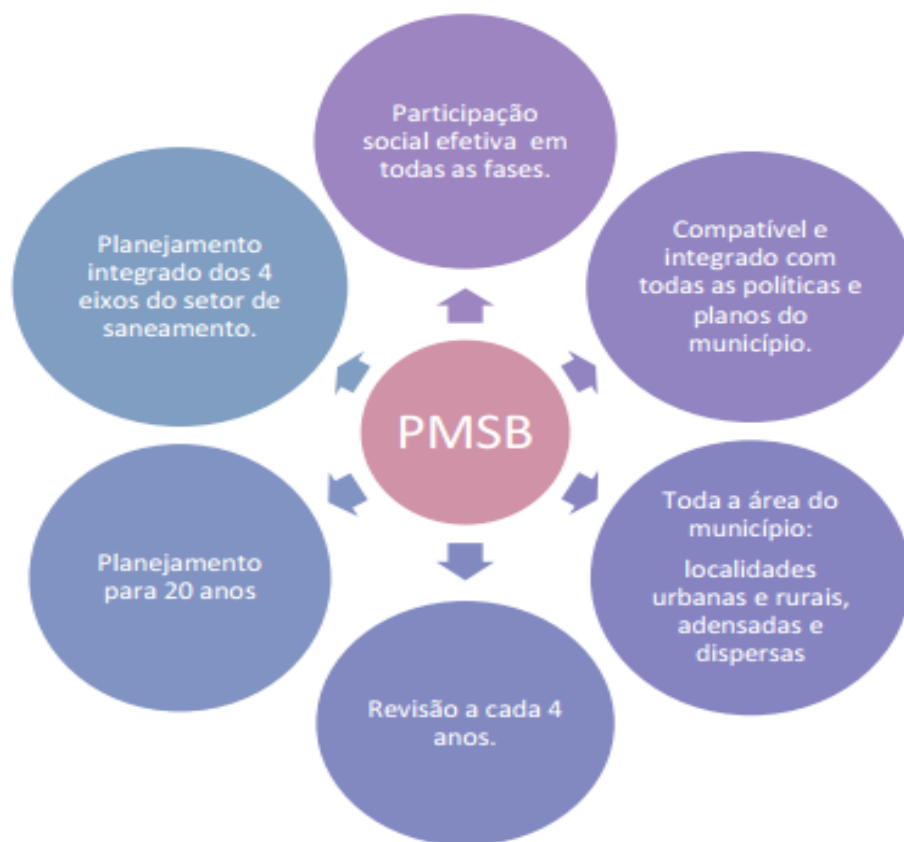 Participação
social efetiva em
todas as fases.
Compatível e
integrado com
todas as políticas e
planos do
município.
Toda a área do
município:
localidades
urbanas e rurais,
adensadas e
dispersas
Revisão a cada 4
anos.
Planejamento
para 20 anos
Planejamento
integrado dos 4
eixos do setor de
saneamento.
PMSB